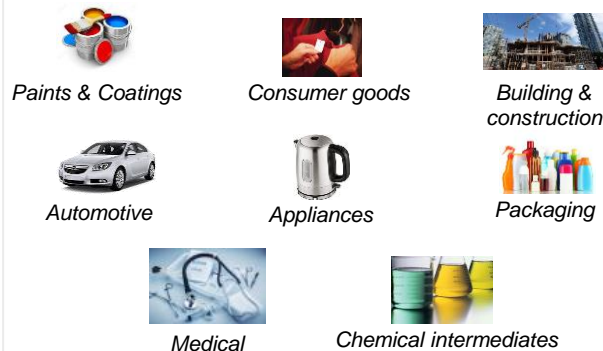 Paints & Coatings
Consumer goods
Building &
construction
Automotive
Appliances
Packaging
Medical
Chemical intermediates